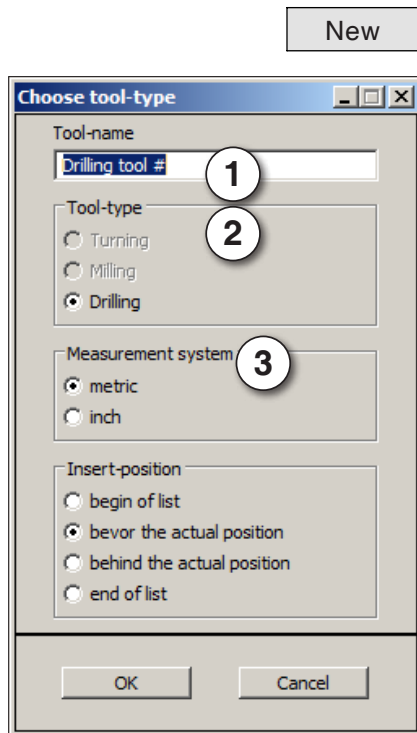 New
Choose tool-type
Tool-name
Drilling tool #
1
Tool-type
2
Turning
Milling
Drilling
Measurement system
3
metric
inch
Insert-position
begin of list
bevor the actual position
behind the actual position
end of list
OK Cancel